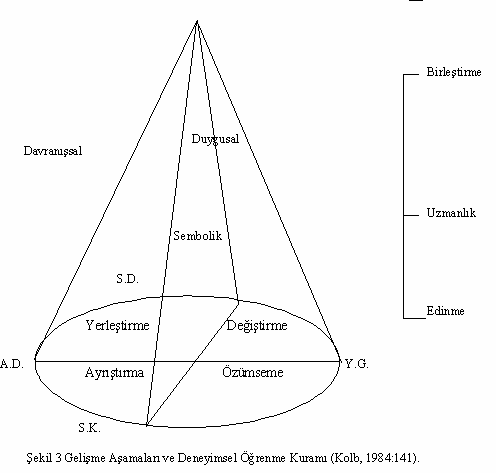 Birleştirme
Duygusal
Davranışsal
Uzmanlık
Sembolik
S.D.
Edinme
Yerleştirme
Değiştirme
A.D.
Ayrıştırma
Özümseme
Y.G.
S.K.
Şekil 3 Gelişme Aşamaları ve Deneyimsel Öğrenme Kuramı (Kolb, 1984:141).